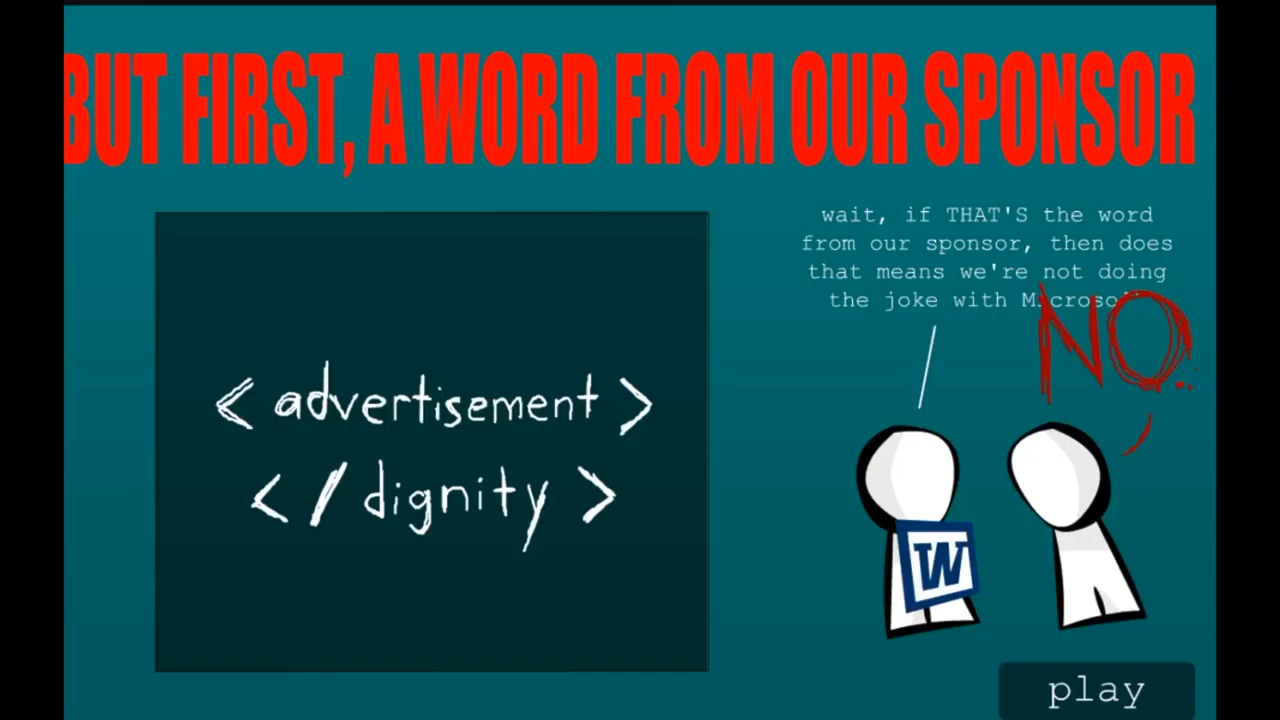 BUT FIRST, A WORD FROM OUR SPONSOR
wait, if THAT'S the word
from our sponsor, then does
that means we're not doing
the joke with Microsoft
NO.
< advertisement >
</dignity >
W
play